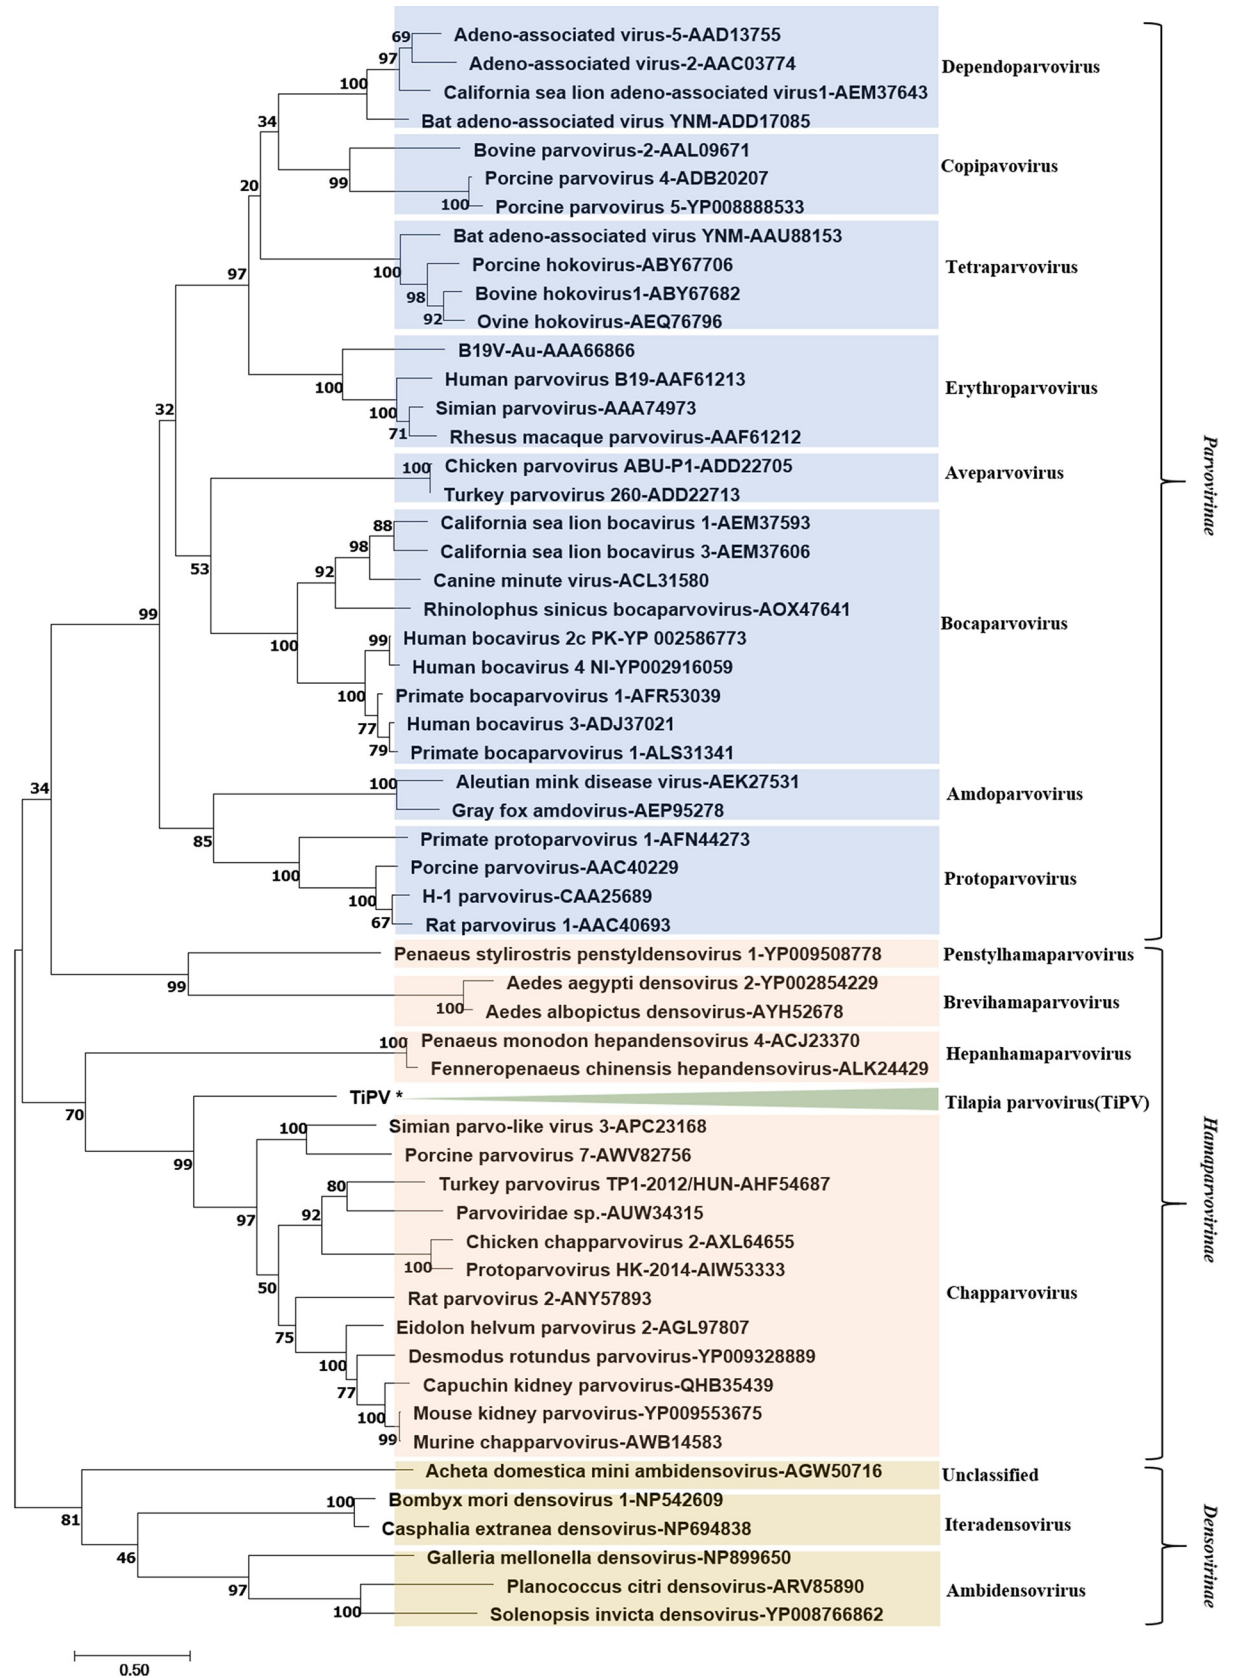 69
Adeno-associated virus-5-AAD13755
97
Adeno-associated virus-2-AAC03774
Dependoparvovirus
100
California sea lion adeno-associated virus1-AEM37643
Bat adeno-associated virus YNM-ADD17085
34
Bovine parvovirus-2-AAL09671
Copipavovirus
99
Porcine parvovirus 4-ADB20207
20
100
Porcine parvovirus 5-YP008888533
Bat adeno-associated virus YNM-AAU88153
100
Porcine hokovirus-ABY67706
Tetraparvovirus
97
98
Bovine hokovirus1-ABY67682
92
Ovine hokovirus-AEQ76796
B19V-Au-AAA66866
100
Human parvovirus B19-AAF61213
Erythroparvovirus
32
100
Simian parvovirus-AAA74973
71
Rhesus macaque parvovirus-AAF61212
100
Chicken parvovirus ABU-P1-ADD22705
Aveparvovirus
Turkey parvovirus 260-ADD22713
Parvovirinae
88
California sea lion bocavirus 1-AEM37593
98
California sea lion bocavirus 3-AEM37606
53
92
Canine minute virus-ACL31580
Rhinolophus sinicus bocaparvovirus-AOX47641
99
Bocaparvovirus
100
99
Human bocavirus 2c PK-YP 002586773
Human bocavirus 4 NI-YP002916059
100
Primate bocaparvovirus 1-AFR53039
77
Human bocavirus 3-ADJ37021
79
Primate bocaparvovirus 1-ALS31341
100
Aleutian mink disease virus-AEK27531
Amdoparvovirus
34
Gray fox amdovirus-AEP95278
85
Primate protoparvovirus 1-AFN44273
100
Porcine parvovirus-AAC40229
Protoparvovirus
100
H-1 parvovirus-CAA25689
67
Rat parvovirus 1-AAC40693
Penaeus stylirostris penstyldensovirus 1-YP009508778
Penstylhamaparvovirus
99
Aedes aegypti densovirus 2-YP002854229
Brevihamaparvovirus
100
Aedes albopictus densovirus-AYH52678
100
Penaeus monodon hepandensovirus 4-ACJ23370
Hepanhamaparvovirus
Fenneropenaeus chinensis hepandensovirus-ALK24429
TiPV *
Tilapia parvovirus(TiPV)
70
100
Simian parvo-like virus 3-APC23168
99
Porcine parvovirus 7-AWV82756
80
Turkey parvovirus TP1-2012/HUN-AHF54687
Hamaparvovirinae
97
92
Parvoviridae sp.-AUW34315
Chicken chapparvovirus 2-AXL64655
100
Protoparvovirus HK-2014-AIW53333
50
Chapparvovirus
Rat parvovirus 2-ANY57893
75
Eidolon helvum parvovirus 2-AGL97807
100
Desmodus rotundus parvovirus-YP009328889
77
Capuchin kidney parvovirus-QHB35439
100
Mouse kidney parvovirus-YP009553675
99
Murine chapparvovirus-AWB14583
Acheta domestica mini ambidensovirus-AGW50716
Unclassified
100
Bombyx mori densovirus 1-NP542609
81
Casphalia extranea densovirus-NP694838
Iteradensovirus
46
Galleria mellonella densovirus-NP899650
Densovirinae
97
Planococcus citri densovirus-ARV85890
Ambidensovrirus
100
Solenopsis invicta densovirus-YP008766862
0.50